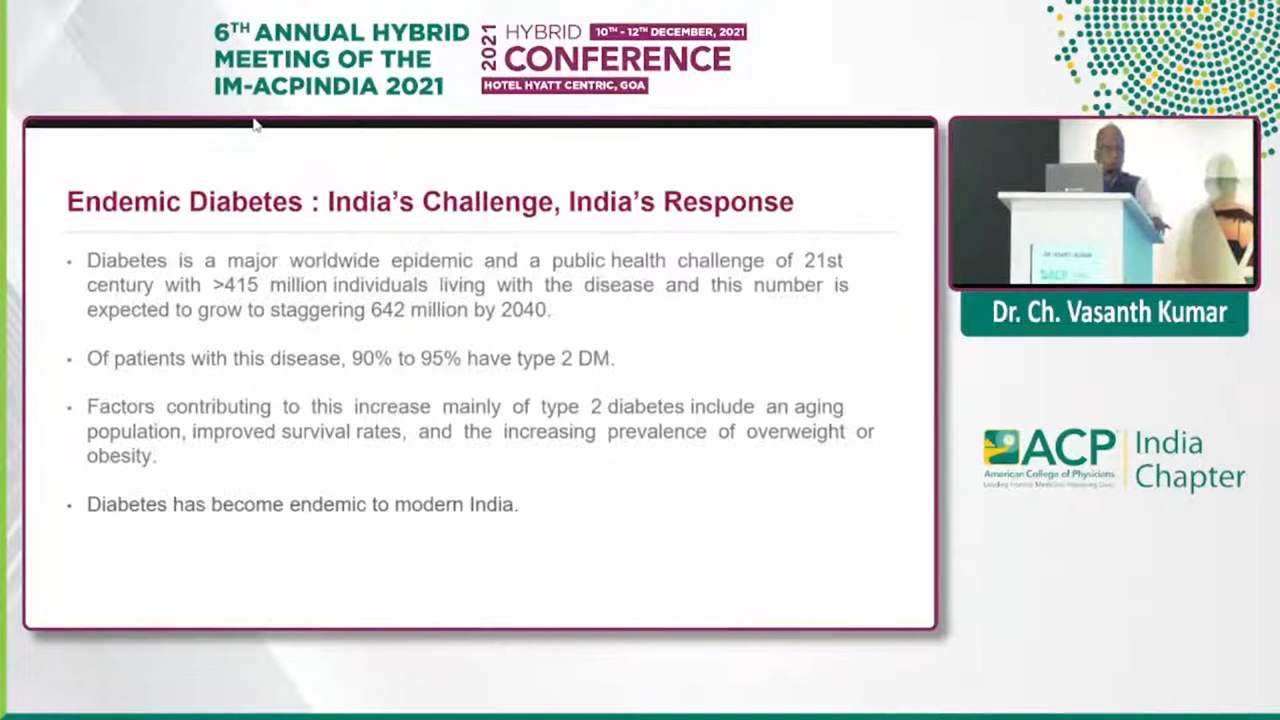 6TH ANNUAL HYBRID
MEETING OF THE
IM-ACPINDIA 2021
2021
HYBRID
10TH - 12TH DECEMBER, 2021
CONFERENCE
HOTEL HYATT CENTRIC, GOA
Endemic Diabetes : India's Challenge, India's Response
• Diabetes is a major worldwide epidemic and a public health challenge of 21st
century with >415 million individuals living with the disease and this number is
expected to grow to staggering 642 million by 2040.
• Of patients with this disease, 90% to 95% have type 2 DM.
• Factors contributing to this increase mainly of type 2 diabetes include an aging
population, improved survival rates, and the increasing prevalence of overweight or
obesity.
• Diabetes has become endemic to modern India.
ACP
Dr. Ch. Vasanth Kumar
ACP
American College of Physicians
India
Chapter